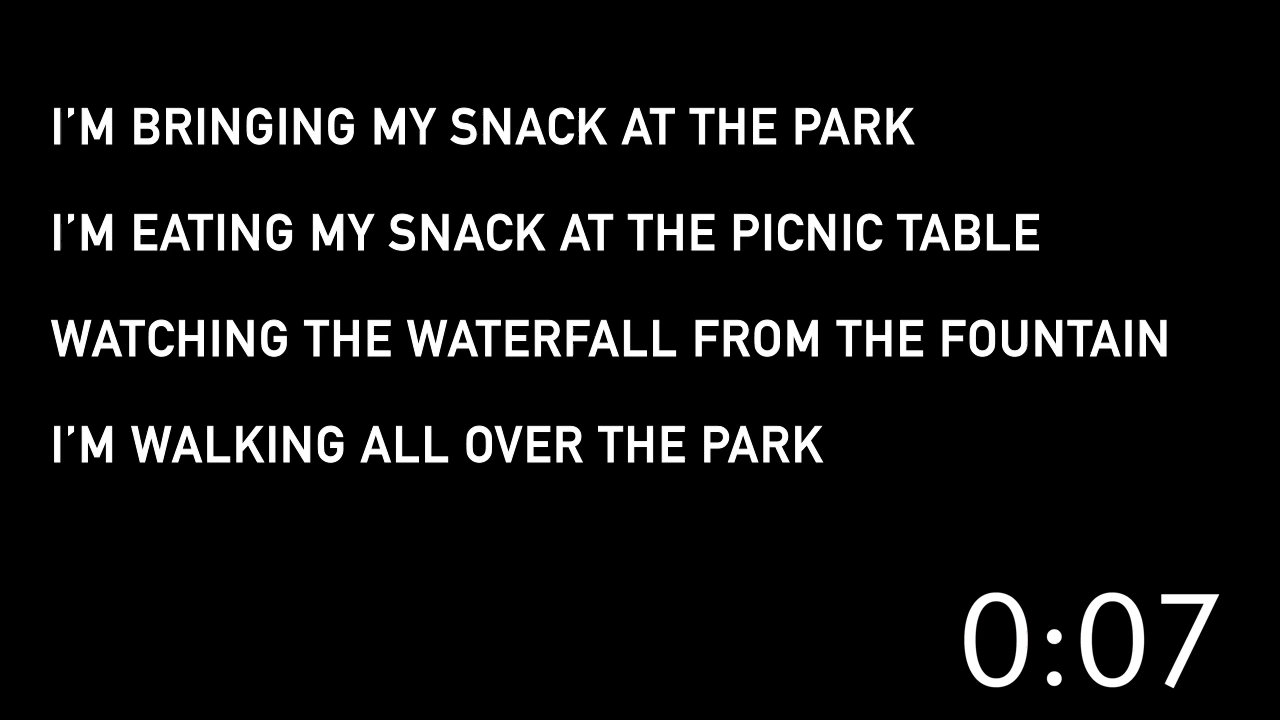 I’M BRINGING MY SNACK AT THE PARK
I’M EATING MY SNACK AT THE PICNIC TABLE
WATCHING THE WATERFALL FROM THE FOUNTAIN
I’M WALKING ALL OVER THE PARK
0:07